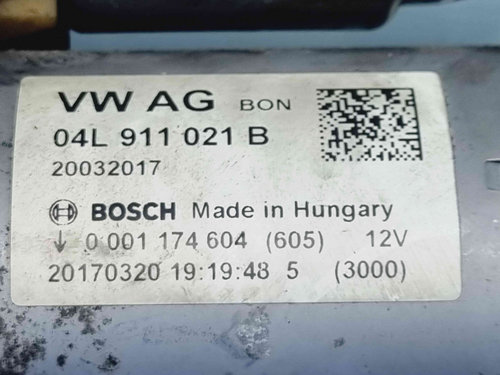 VW AG BON
04L 911 021 B
20032017
BOSCH Made in Hungary
↓ 0 001 174 604 (605) 12V
20170320 19:19:48 5 (3000)